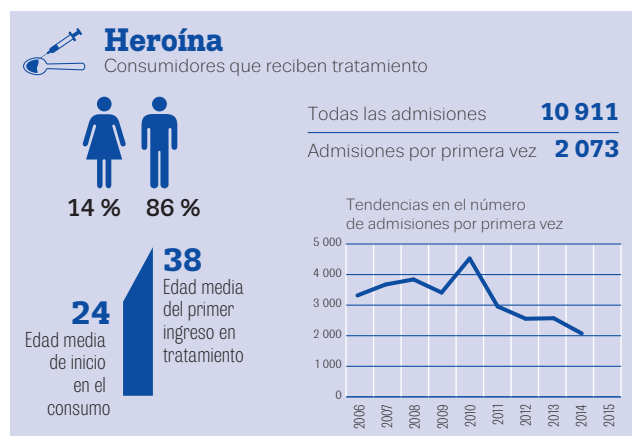 Heroína
Consumidores que reciben tratamiento
14 % 86 %
Todas las admisiones 10 911
Admisiones por primera vez 2 073
24
Edad media
de inicio
en el
consumo
38
Edad media
del primer
ingreso en
tratamiento
Tendencias en el número
de admisiones por primera vez
5 000
4 000
3 000
2 000
1 000
0
2006 2007 2008 2009 2010 2011 2012 2013 2014 2015